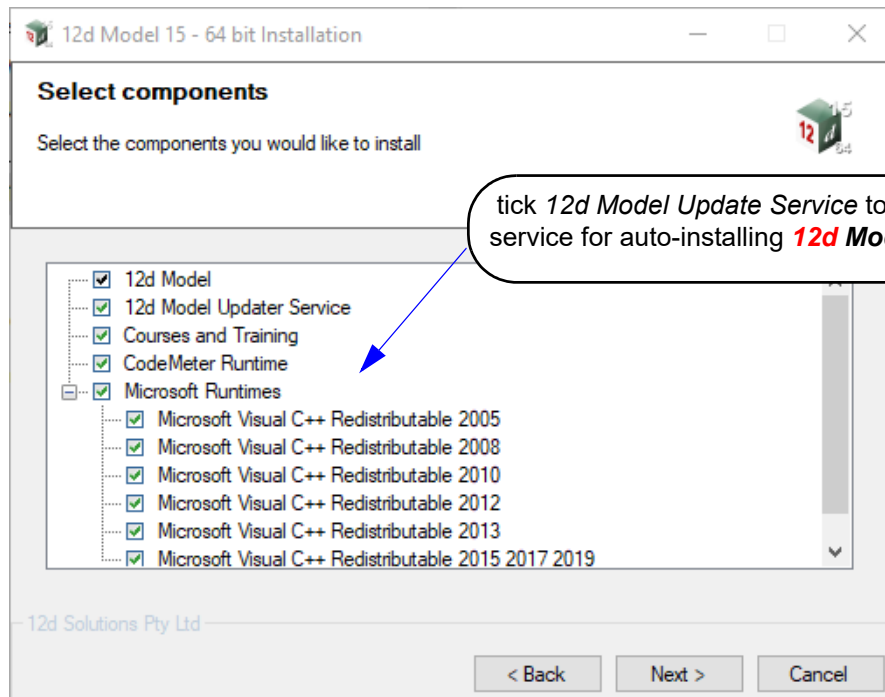 12d Model 15 - 64 bit Installation
Select components
Select the components you would like to install
15
12 d
64
tick 12d Model Update Service to
service for auto-installing 12d
12d Model
12d Model Updater Service
Courses and Training
CodeMeter Runtime
Microsoft Runtimes
Microsoft Visual C++ Redistributable 2005
Microsoft Visual C++ Redistributable 2008
Microsoft Visual C++ Redistributable 2010
Microsoft Visual C++ Redistributable 2012
Microsoft Visual C++ Redistributable 2013
Microsoft Visual C++ Redistributable 2015 2017 2019
12d Solutions Pty Ltd
< Back Next > Cancel